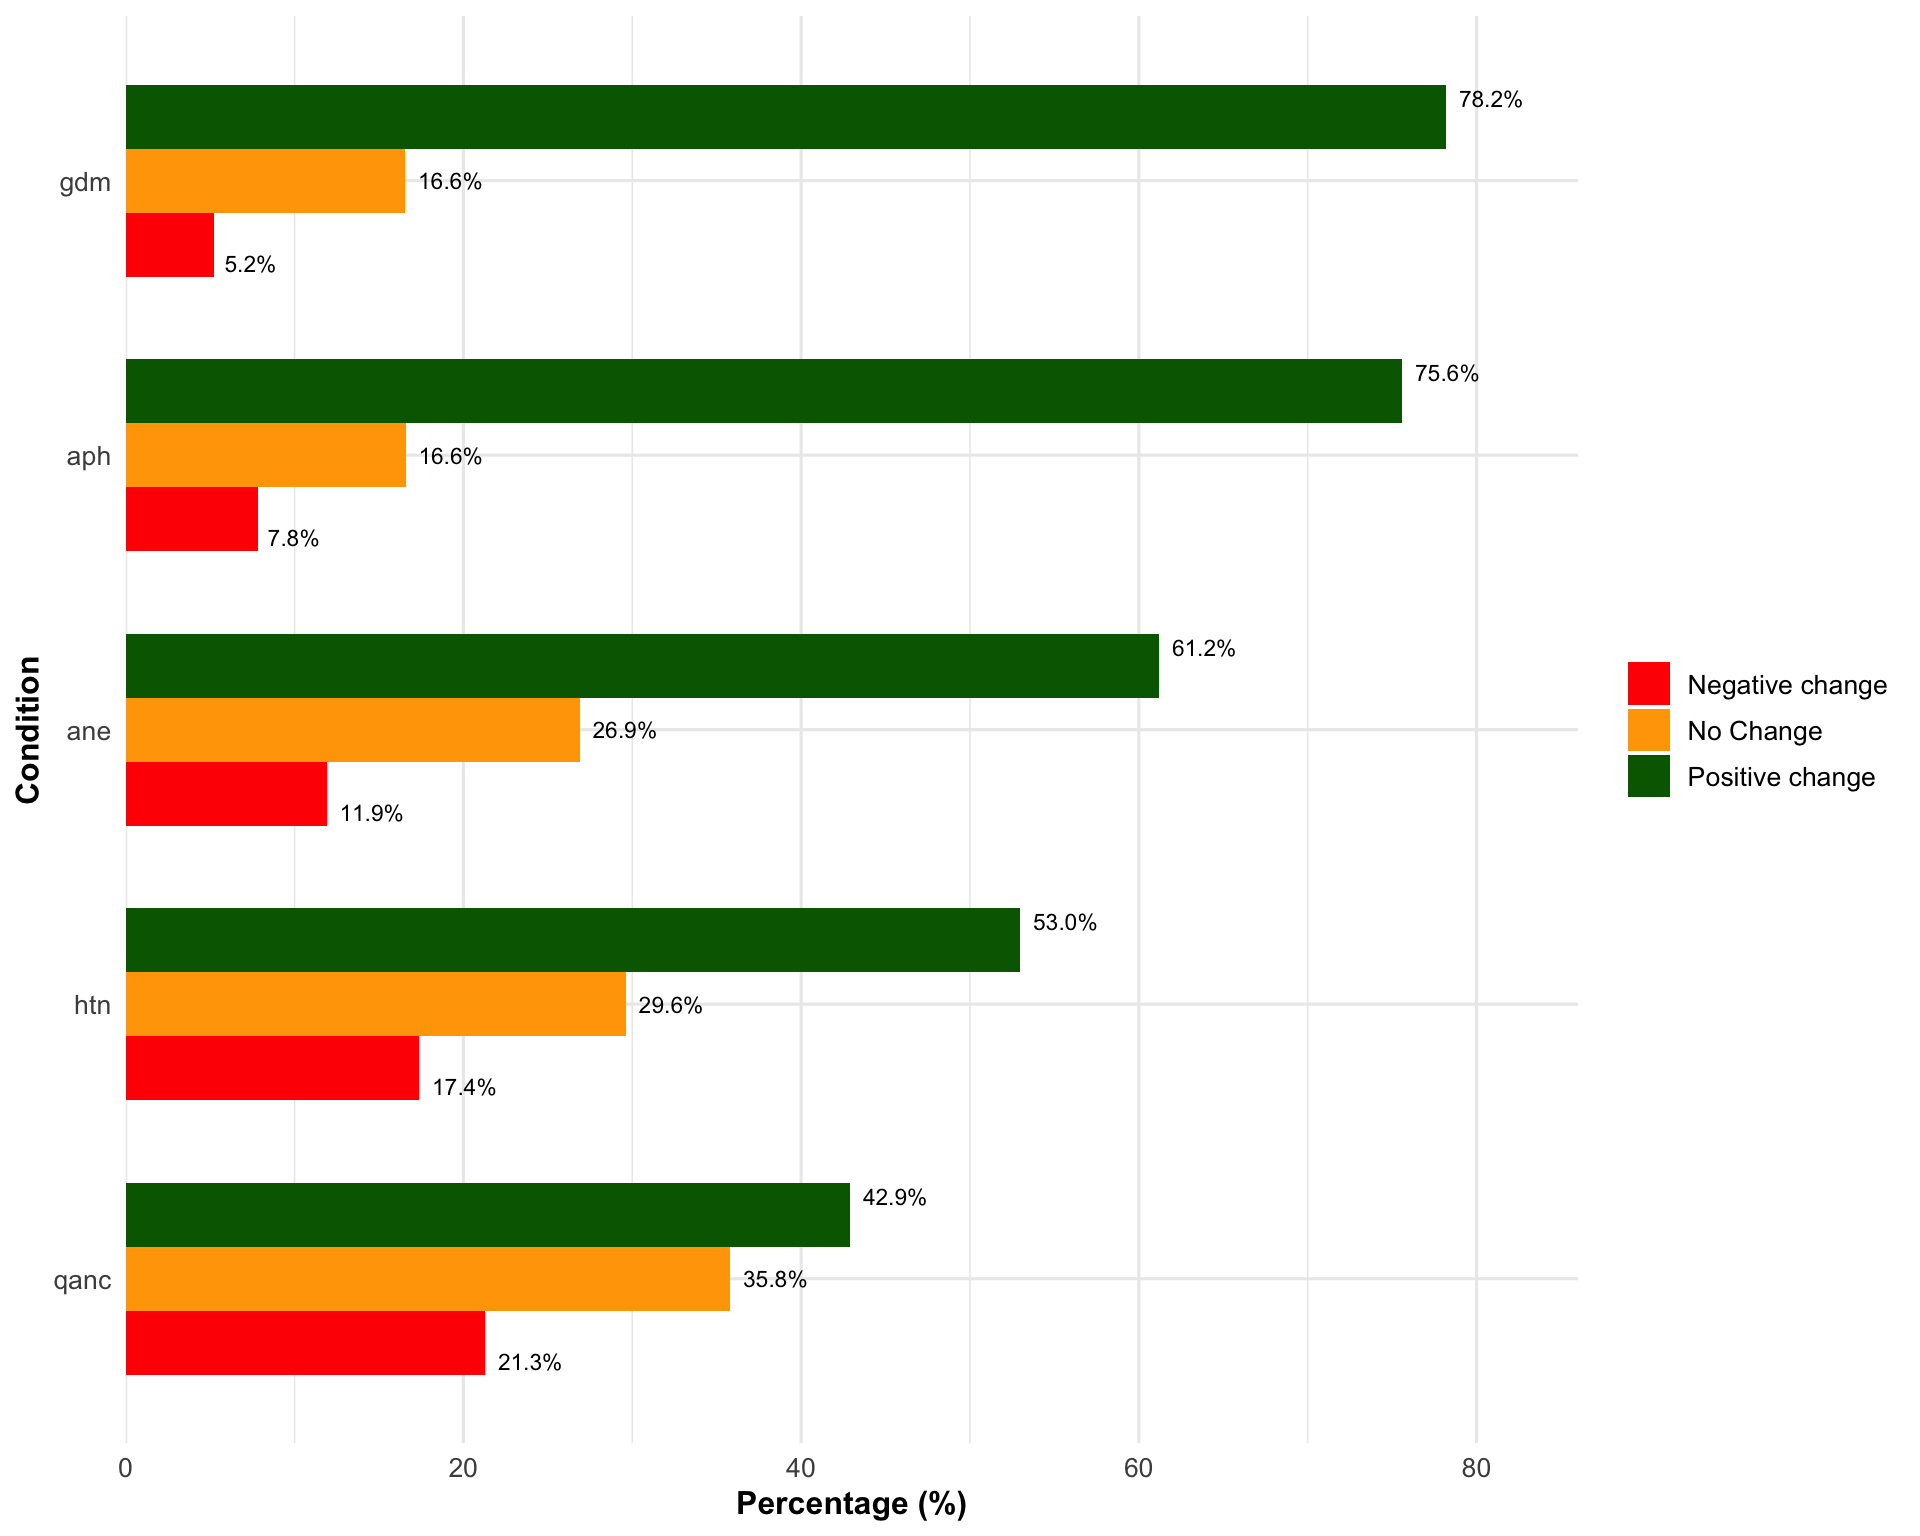 78.2%
gdm
16.6%
5.2%
75.6%
aph
16.6%
7.8%
61.2%
ane
26.9%
11.9%
53.0%
htn
29.6%
17.4%
42.9%
qanc
35.8%
21.3%
0 20 40 60 80
Percentage (%)
Condition
Negative change
No Change
Positive change